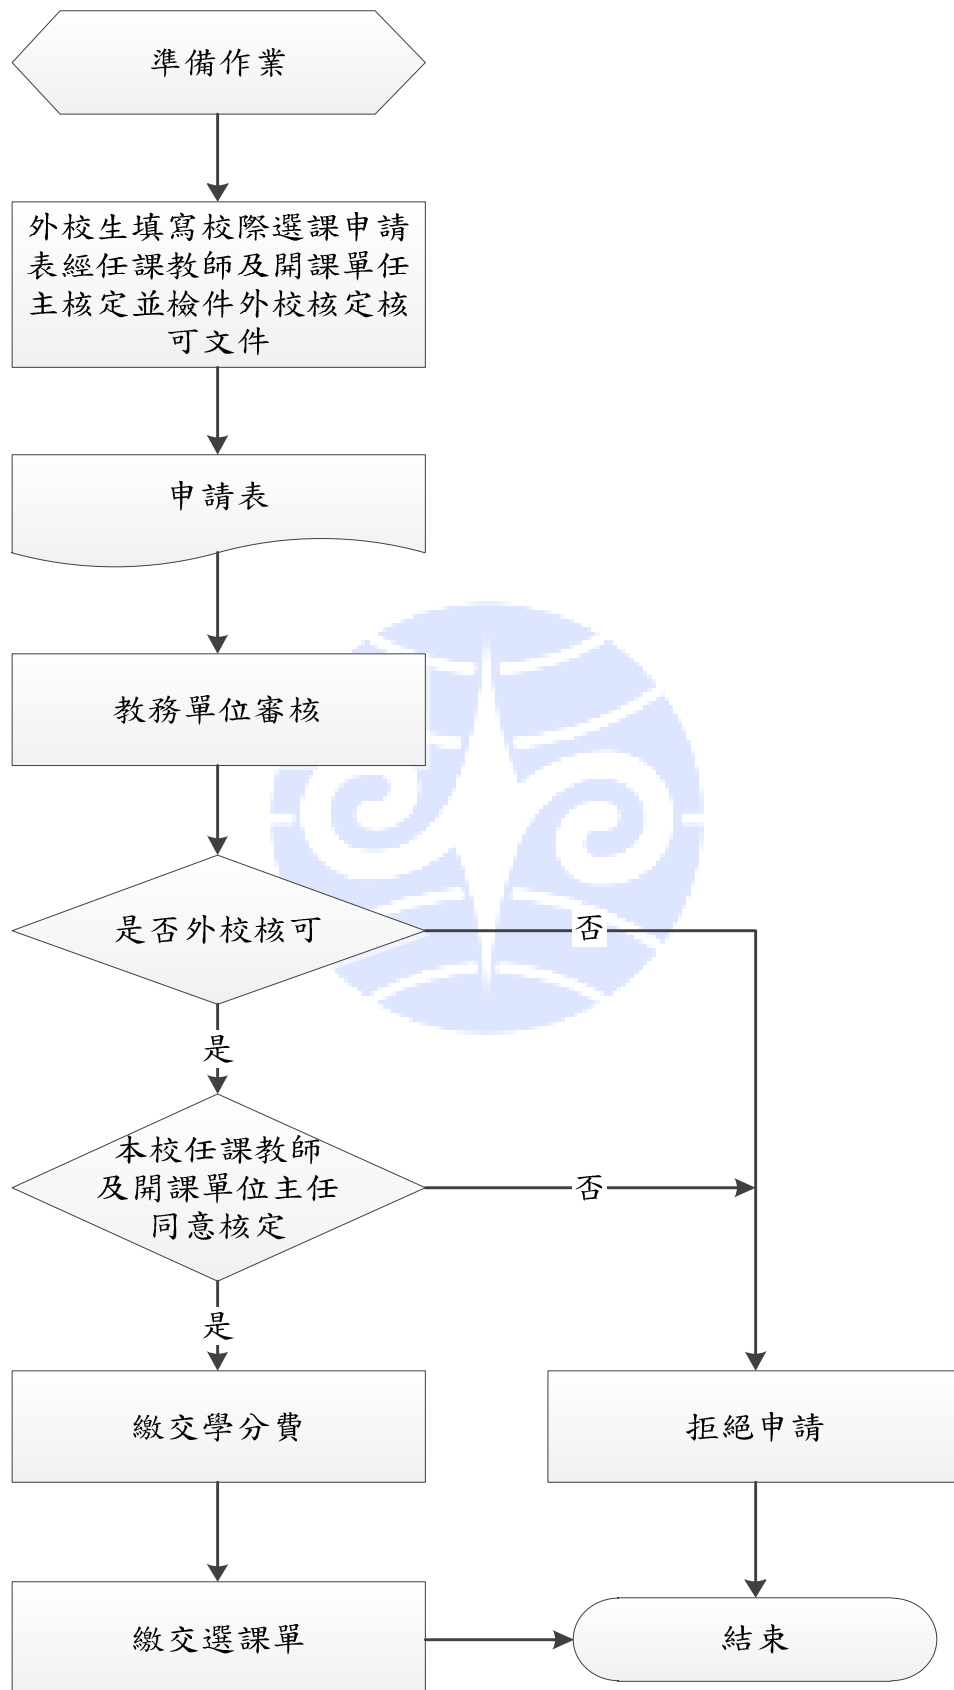 準備作業
外校生填寫校際選課申請
表經任課教師及開課單任
主核定並檢件外校核定核
可文件
申請表
教務單位審核
是否外校核可
否
是
本校任課教師
及開課單位主任
同意核定
否
是
繳交學分費
拒絕申請
繳交選課單
結束